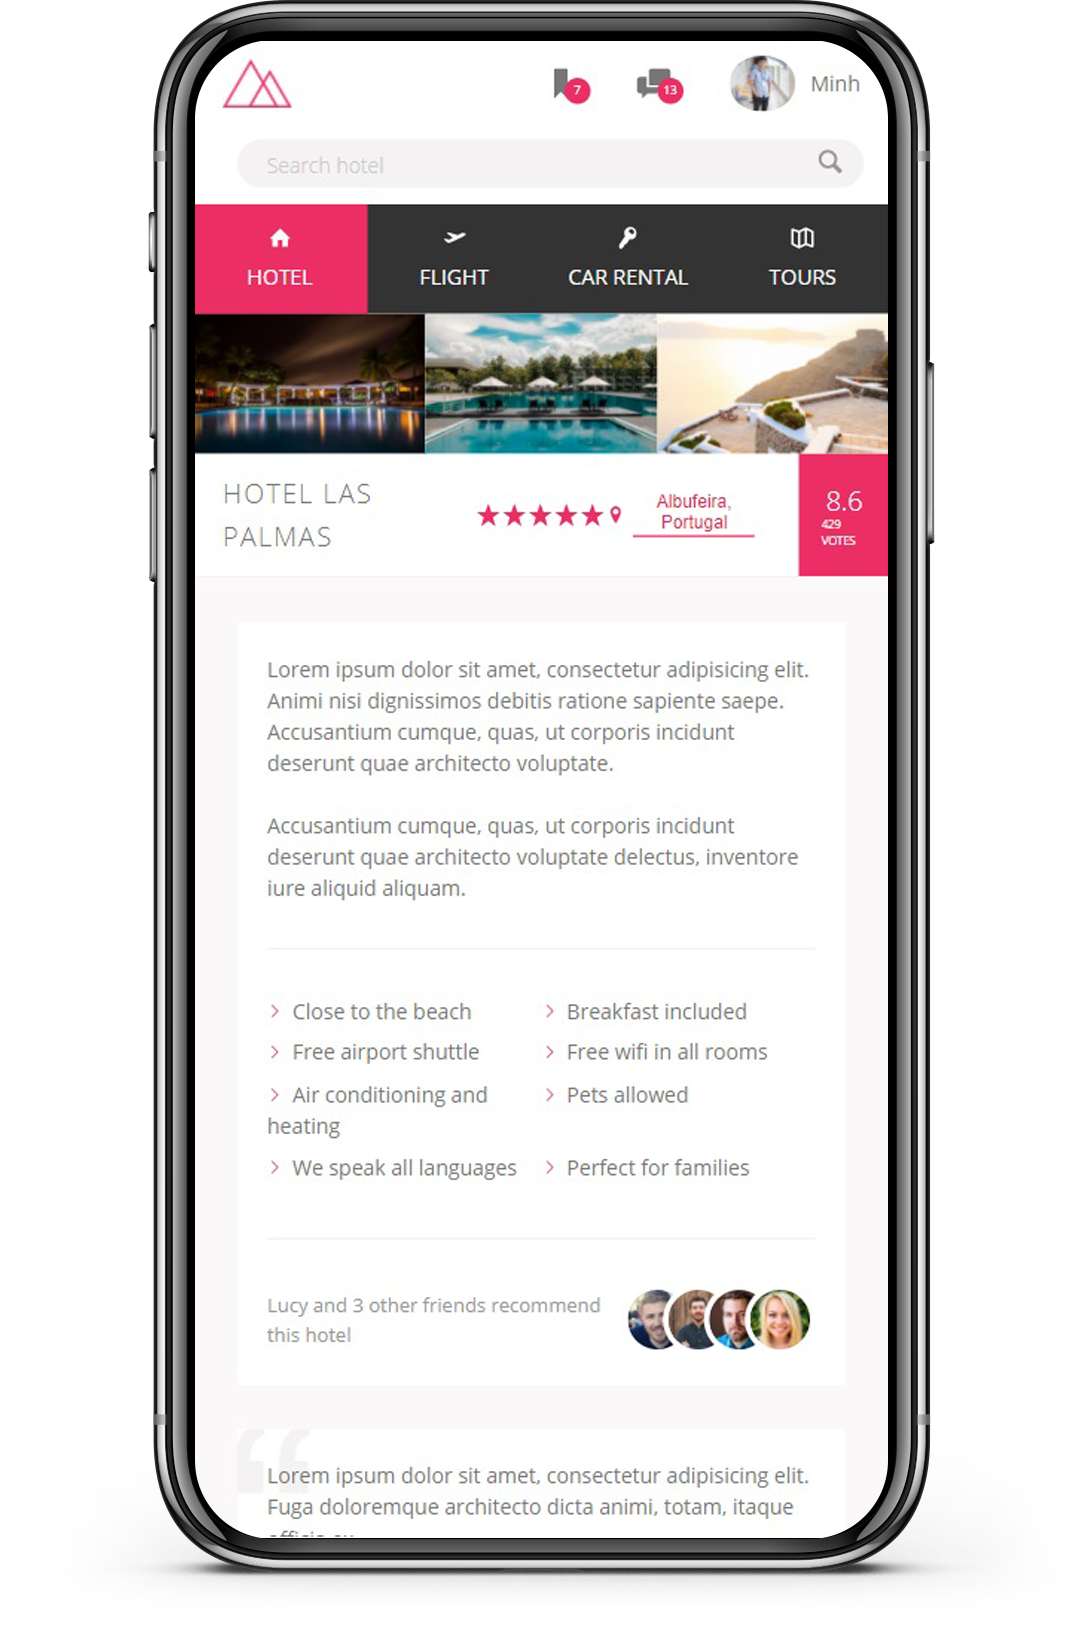 7
13
Minh
Search hotel
HOTEL
FLIGHT
CAR RENTAL
TOURS
HOTEL LAS
PALMAS
Albufeira,
Portugal
8.6
429
VOTES
Lorem ipsum dolor sit amet, consectetur adipisicing elit.
Animi nisi dignissimos debitis ratione sapiente saepe.
Accusantium cumque, quas, ut corporis incidunt
deserunt quae architecto voluptate.
Accusantium cumque, quas, ut corporis incidunt
deserunt quae architecto voluptate delectus, inventore
iure aliquid aliquam.
Close to the beach
Breakfast included
Free airport shuttle
Free wifi in all rooms
Air conditioning and
heating
Pets allowed
We speak all languages
Perfect for families
Lucy and 3 other friends recommend
this hotel
“
Lorem ipsum dolor sit amet, consectetur adipisicing elit.
Fuga doloremque architecto dicta animi, totam, itaque